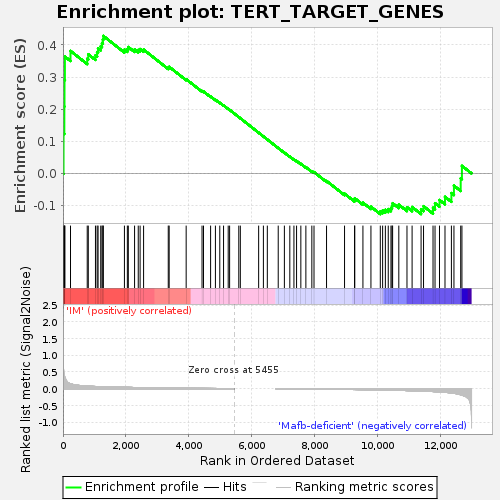 Enrichment plot: TERT_TARGET_GENES
Enrichment score (ES)
0.4
0.3
0.2
0.1
0.0
-0.1
'IM' (positively correlated)
Ranked list metric (Signal2Noise)
2.5
2.0
1.5
1.0
0.5
0.0
-0.5
-1.0
Zero cross at 5455
'Mafb-deficient' (negatively correlated)
0
2,000
4,000
6,000
8,000
10,000
12,000
Rank in Ordered Dataset
Enrichment profile
Hits
Ranking metric scores